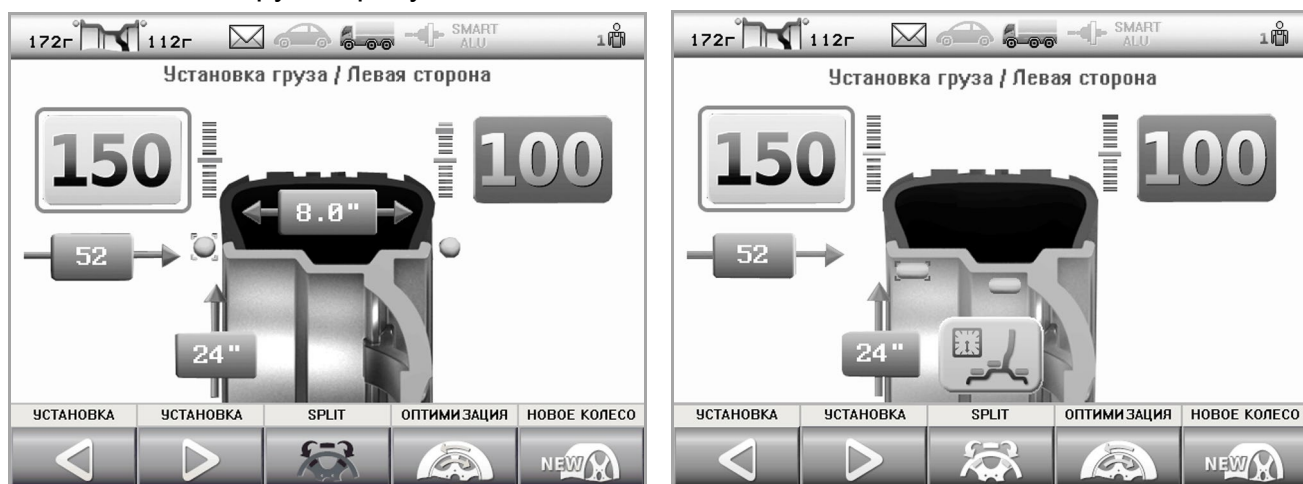 172г 112г SMART ALU 1
Установка груза / Левая сторона
150 100
8.0"
52
24"
УСТАНОВКА УСТАНОВКА SPLIT ОПТИМИЗАЦИЯ НОВОЕ КОЛЕСО
NEW
172г 112г SMART ALU 1
Установка груза / Левая сторона
150 100
52
24"
УСТАНОВКА УСТАНОВКА SPLIT ОПТИМИЗАЦИЯ НОВОЕ КОЛЕСО
NEW